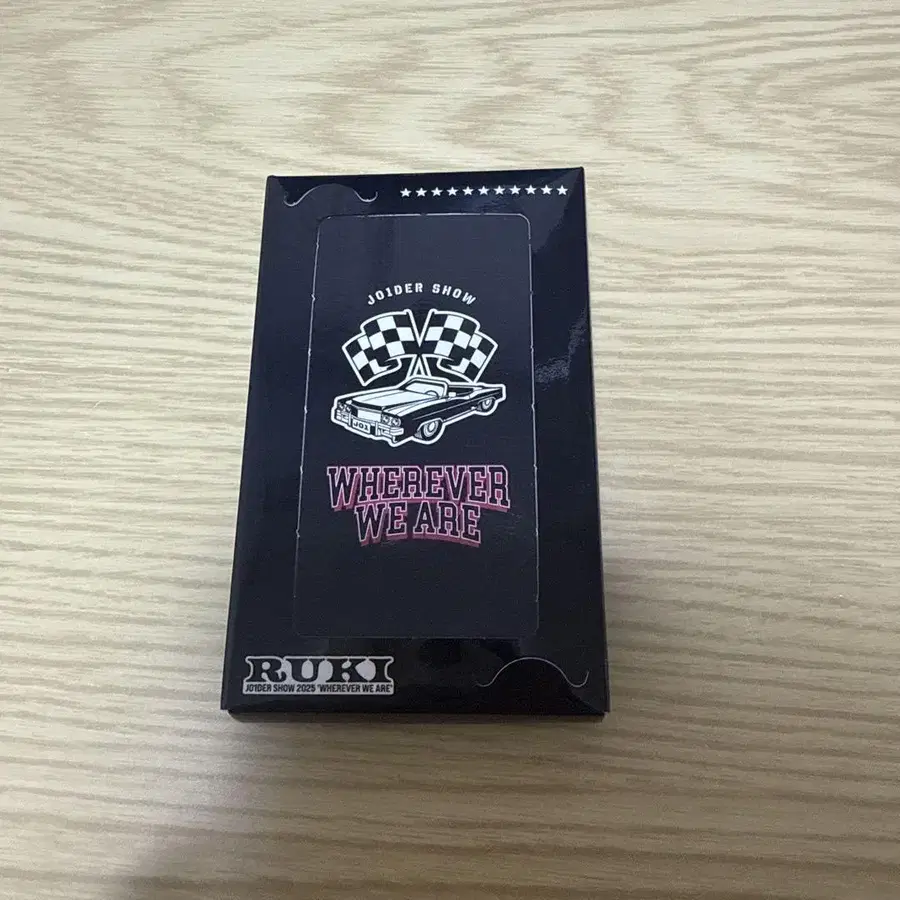 ★★★★★★★★★★★
JO1DER SHOW
JO1
WHEREVER
WE ARE
RUKI
JO1DER SHOW 2025 'WHEREVER WE ARE'